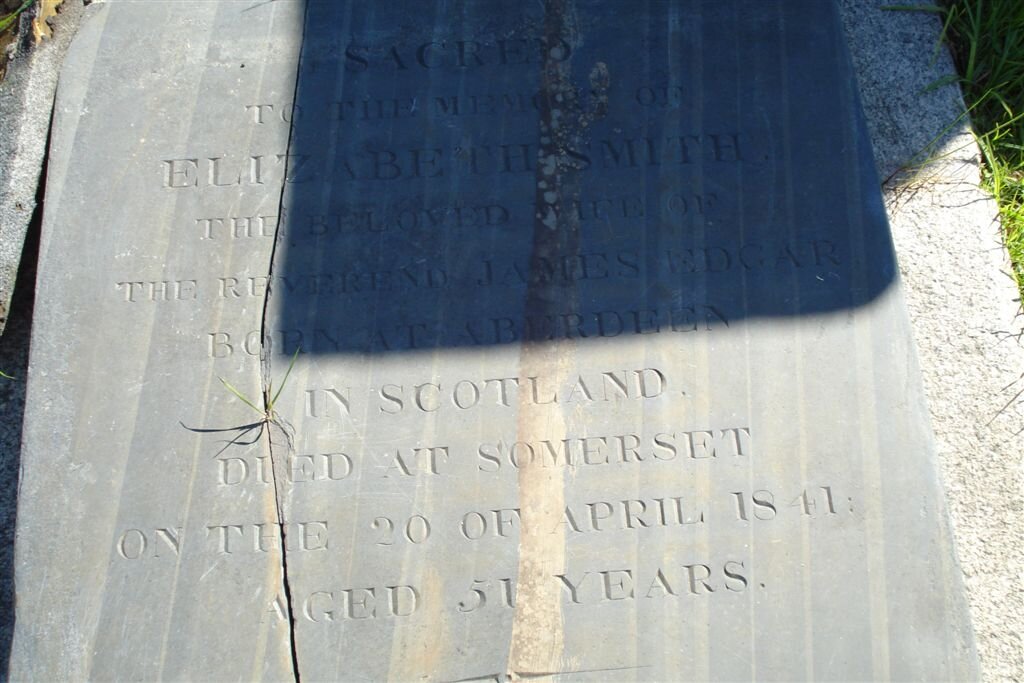 SACRED
TO THE MEMORY OF
ELIZABETH SMITH.
THE BELOVED WIFE OF
THE REVEREND JAMES EDGAR
BORN AT ABERDEEN
IN SCOTLAND.
DIED AT SOMERSET
ON THE 20 OF APRIL 1841:
AGED 51 YEARS.